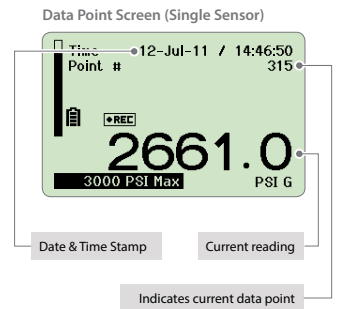 Data Point Screen (Single Sensor)
Time 12-Jul-11 / 14:46:50
Point # 315
REC
2661.0
3000 PSI Max PSI G
Date & Time Stamp
Current reading
Indicates current data point